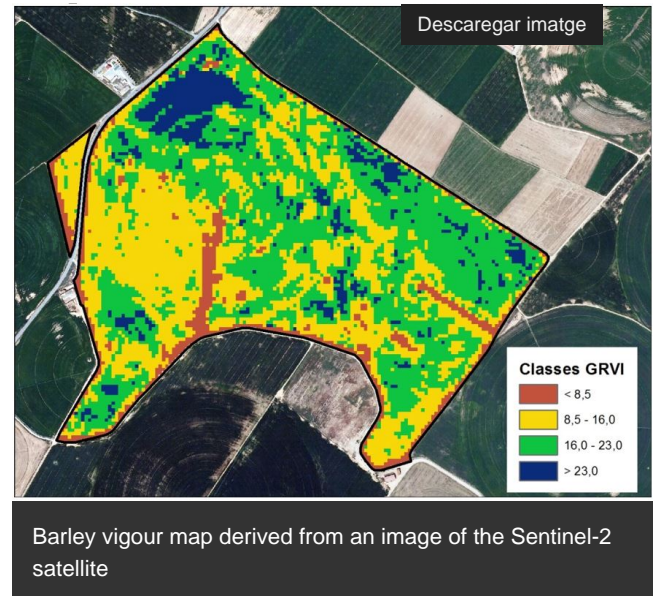 Descaregar imatge
Classes GRVI
< 8,5
8,5 - 16,0
16,0 - 23,0
> 23,0
Barley vigour map derived from an image of the Sentinel-2
satellite